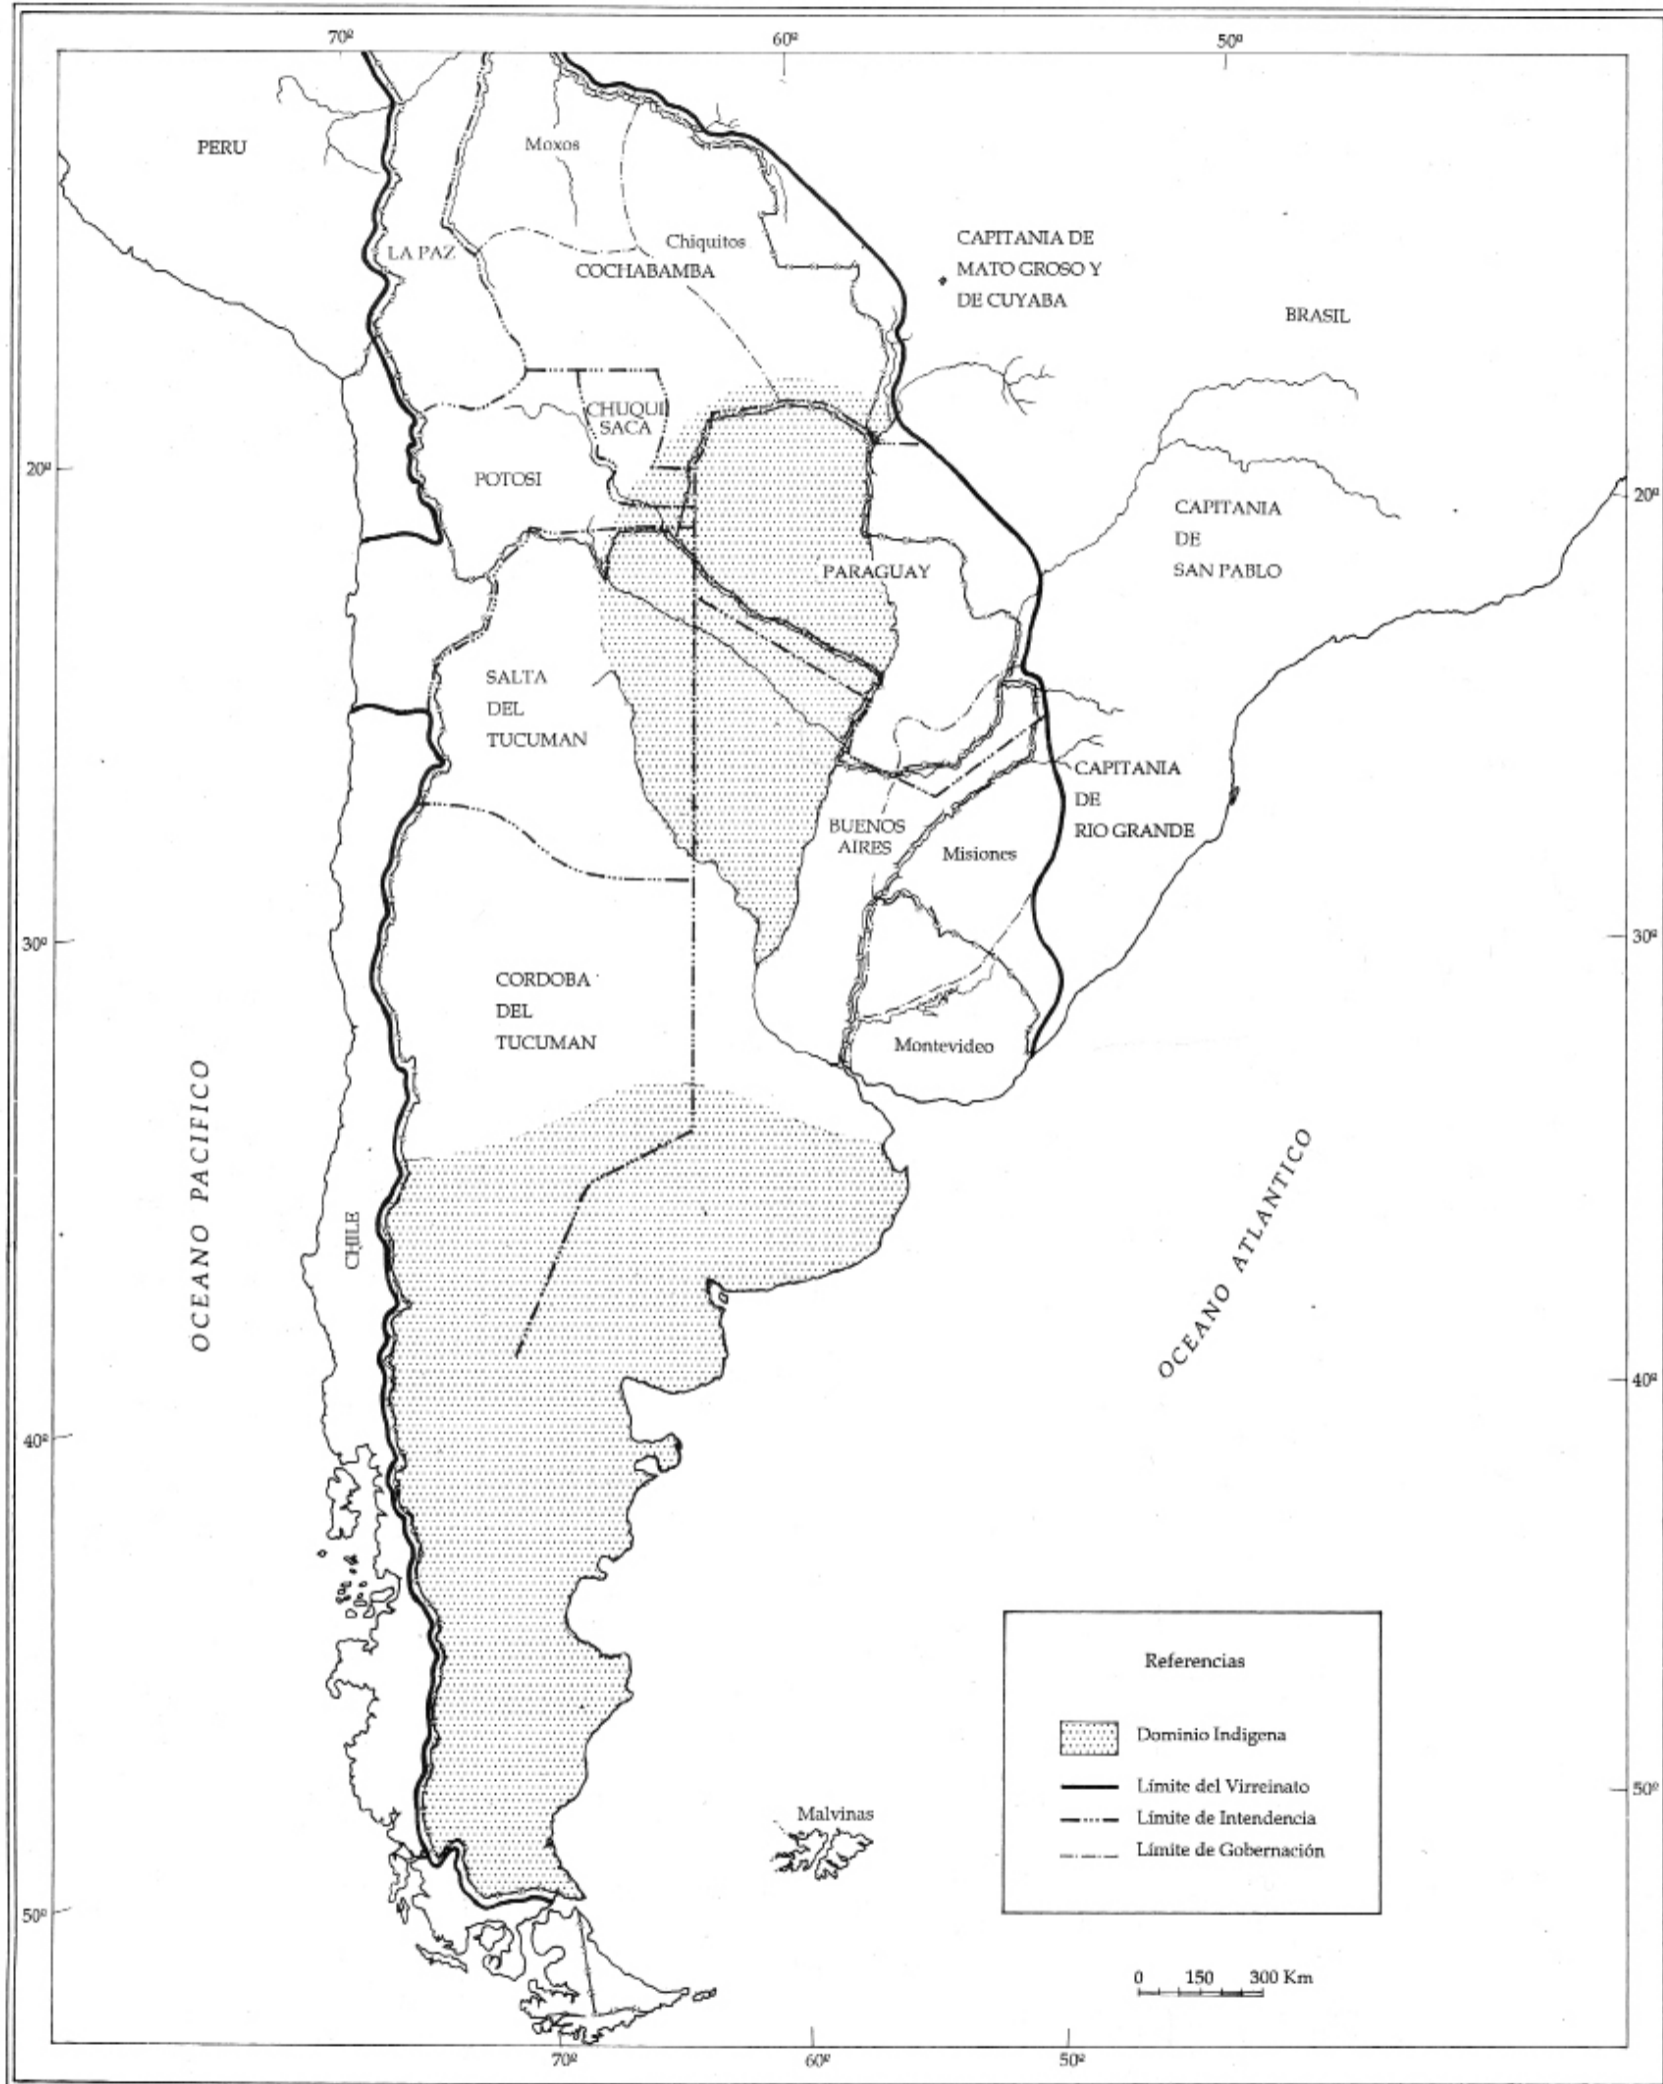 70º
60º
50º
PERU
Moxos
LA PAZ
Chiquitos
COCHABAMBA
CAPITANIA DE
MATO GROSO Y
DE CUYABA
BRASIL
CHUQUI
SACA
20º
POTOSI
20º
CAPITANIA
DE
SAN PABLO
PARAGUAY
SALTA
DEL
TUCUMAN
CAPITANIA
DE
RIO GRANDE
BUENOS
AIRES
Misiones
30º
30º
CORDOBA
DEL
TUCUMAN
Montevideo
OCEANO PACIFICO
CHILE
OCEANO ATLANTICO
40º
40º
Referencias
Dominio Indigena
Límite del Virreinato
Límite de Intendencia
Límite de Gobernación
50º
Malvinas
50º
0 150 300 Km
70º
60º
50º